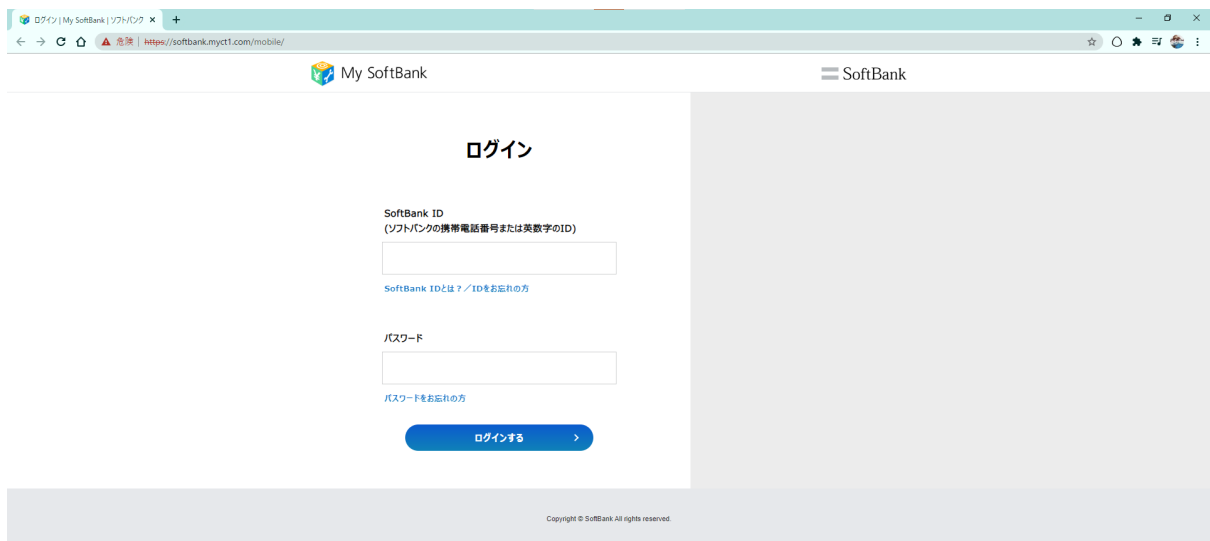 ログイン | My SoftBank | ソフトバンク
危険 | https://softbank.myct1.com/mobile/
My SoftBank
SoftBank
ログイン
SoftBank ID
(ソフトバンクの携帯電話番号または英数字のID)
SoftBank IDとは？／IDをお忘れの方
パスワード
パスワードをお忘れの方
ログインする
Copyright © SoftBank All rights reserved.